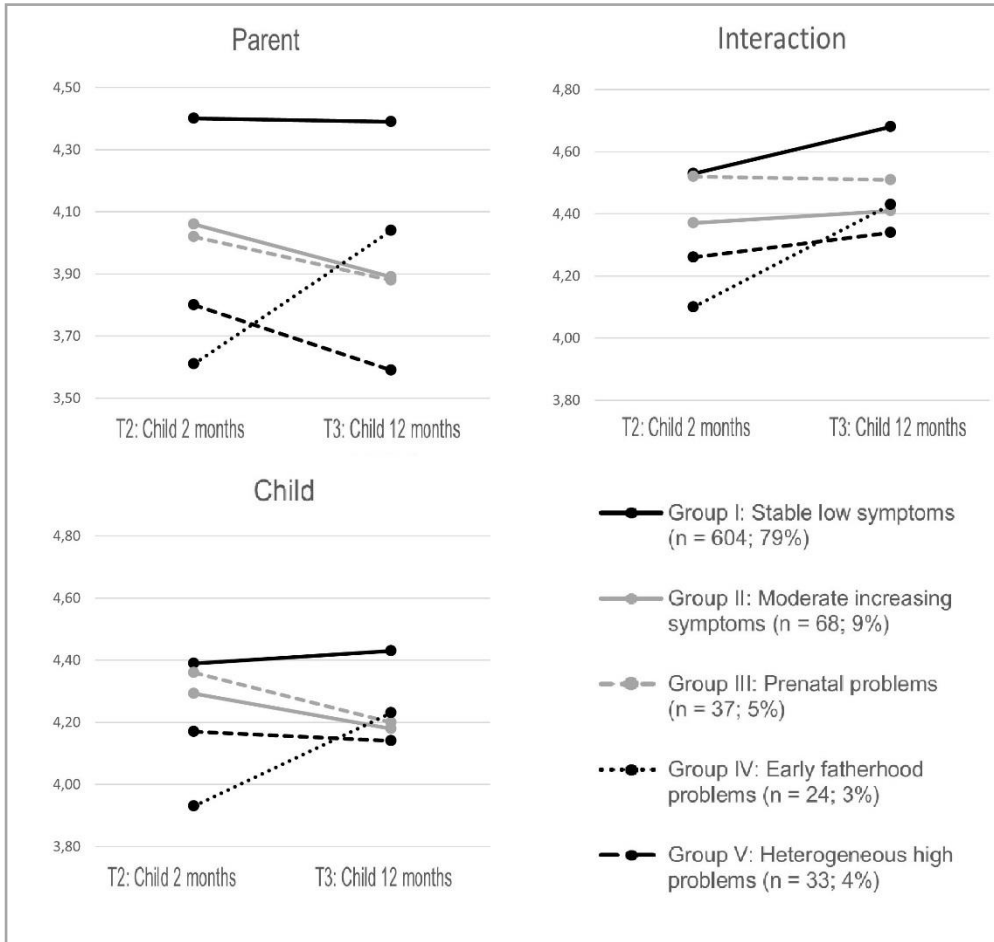 Parent
4,50
4,30
4,10
3,90
3,70
3,50
T2: Child 2 months
T3: Child 12 months
Interaction
4,80
4,60
4,40
4,20
4,00
3,80
T2: Child 2 months
T3: Child 12 months
Child
4,80
4,60
4,40
4,20
4,00
3,80
T2: Child 2 months
T3: Child 12 months
Group I: Stable low symptoms
(n = 604; 79%)
Group II: Moderate increasing
symptoms (n = 68; 9%)
Group III: Prenatal problems
(n = 37; 5%)
Group IV: Early fatherhood
problems (n = 24; 3%)
Group V: Heterogeneous high
problems (n = 33; 4%)